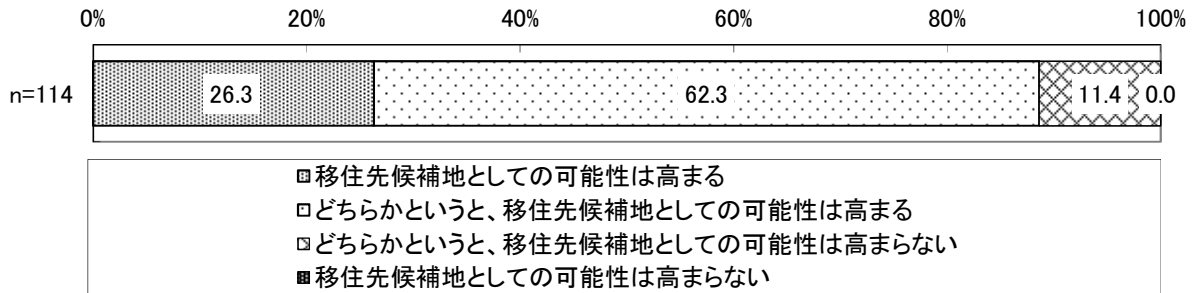 0% 20% 40% 60% 80% 100%
n=114 26.3 62.3 11.4 0.0
移住先候補地としての可能性は高まる
どちらかというと、移住先候補地としての可能性は高まる
どちらかというと、移住先候補地としての可能性は高まらない
移住先候補地としての可能性は高まらない